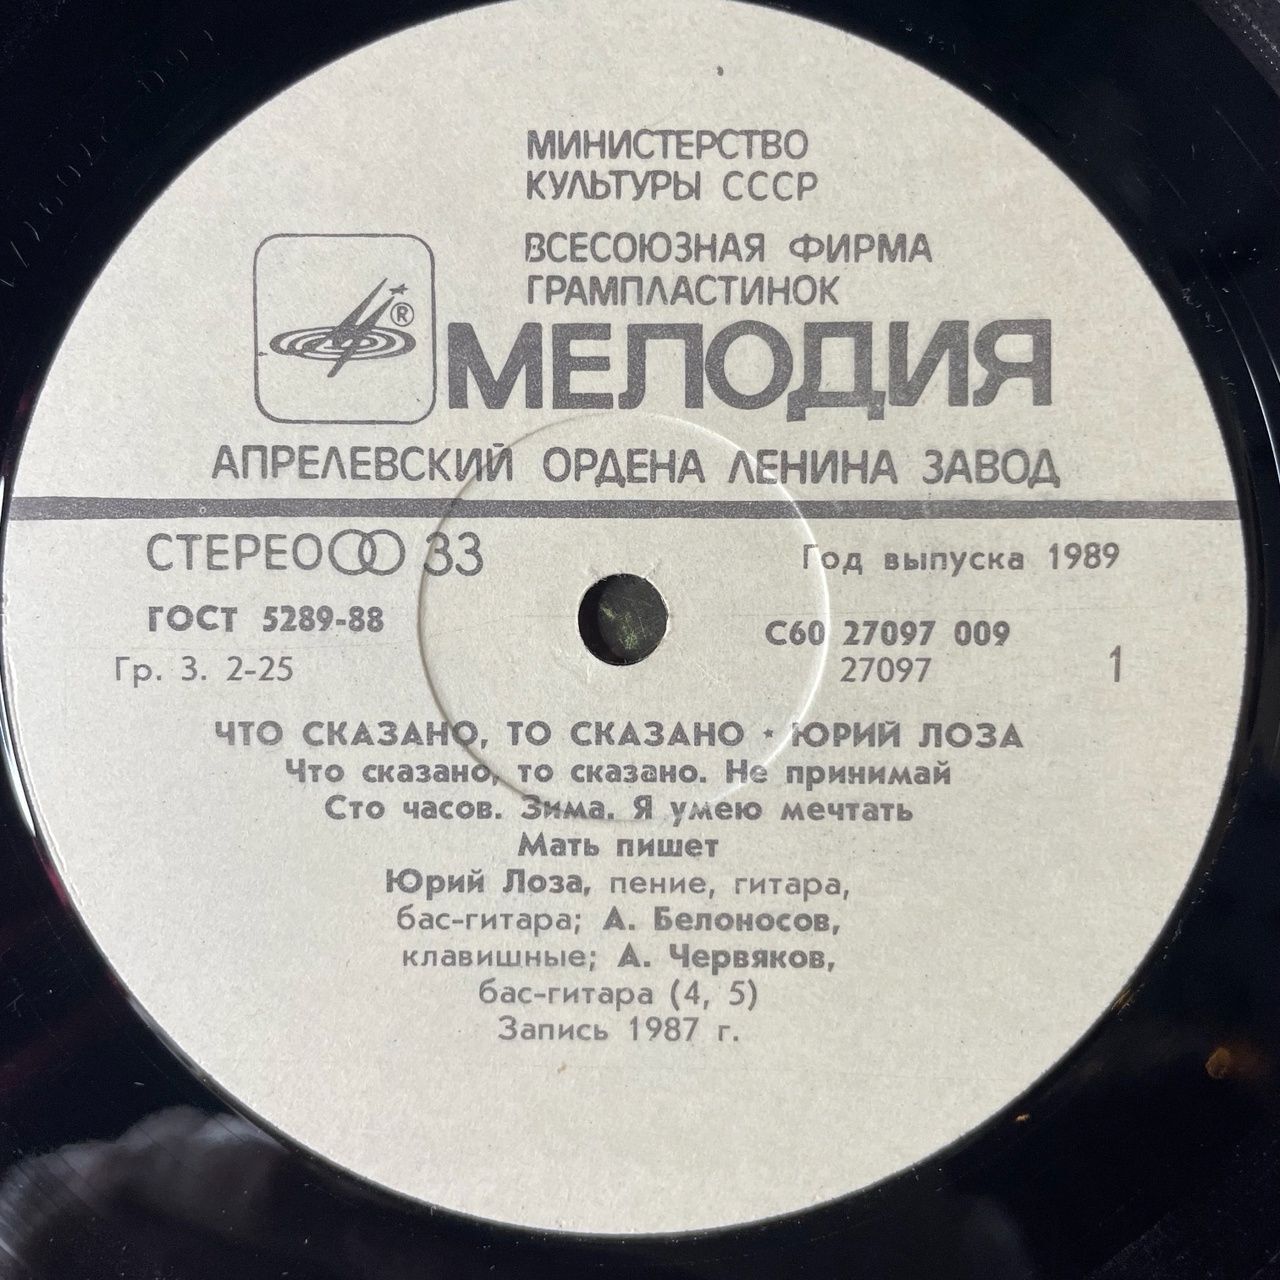 МИНИСТЕРСТВО
КУЛЬТУРЫ СССР
ВСЕСОЮЗНАЯ ФИРМА
ГРАМПЛАСТИНОК
®
МЕЛОДИЯ
АПРЕЛЕВСКИЙ ОРДЕНА ЛЕНИНА ЗАВОД
СТЕРЕО 33
Год выпуска 1989
ГОСТ 5289-88
С60 27097 009
Гр. 3. 2-25
27097
1
ЧТО СКАЗАНО, ТО СКАЗАНО • ЮРИЙ ЛОЗА
Что сказано, то сказано. Не принимай
Сто часов. Зима. Я умею мечтать
Мать пишет
Юрий Лоза, пение, гитара,
бас-гитара; А. Белоносов,
клавишные; А. Червяков,
бас-гитара (4, 5)
Запись 1987 г.